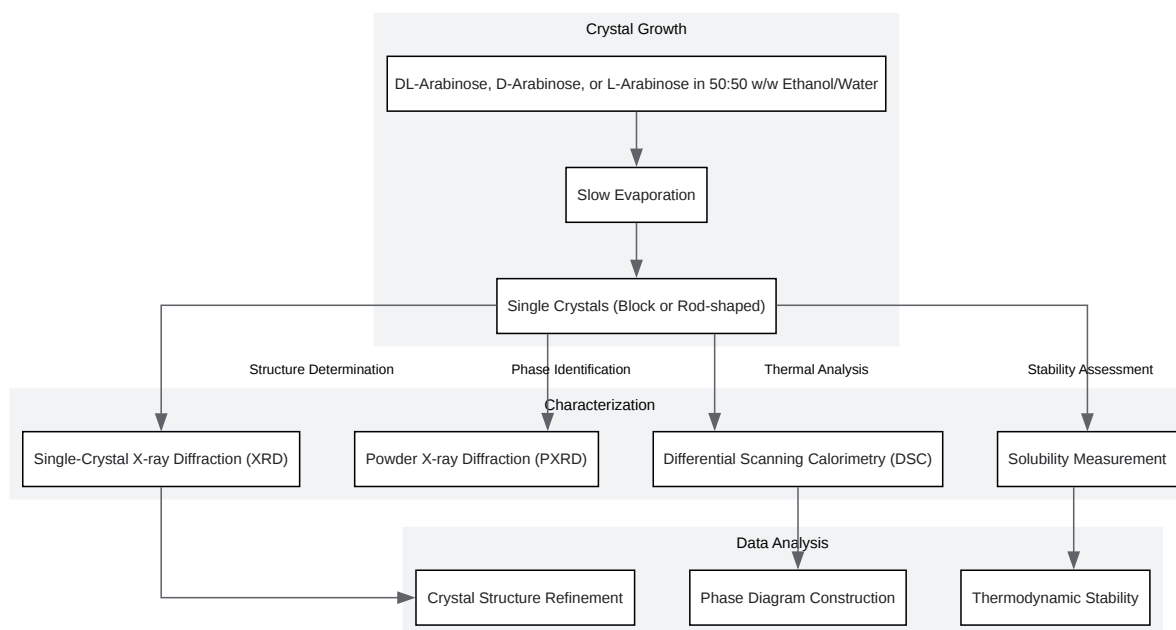 Crystal Growth
DL-Arabinose, D-Arabinose, or L-Arabinose in 50:50 w/w Ethanol/Water
Slow Evaporation
Single Crystals (Block or Rod-shaped)
Structure Determination
Phase Identification
Thermal Analysis
Stability Assessment
Characterization
Single-Crystal X-ray Diffraction (XRD)
Powder X-ray Diffraction (PXRD)
Differential Scanning Calorimetry (DSC)
Solubility Measurement
Data Analysis
Crystal Structure Refinement
Phase Diagram Construction
Thermodynamic Stability